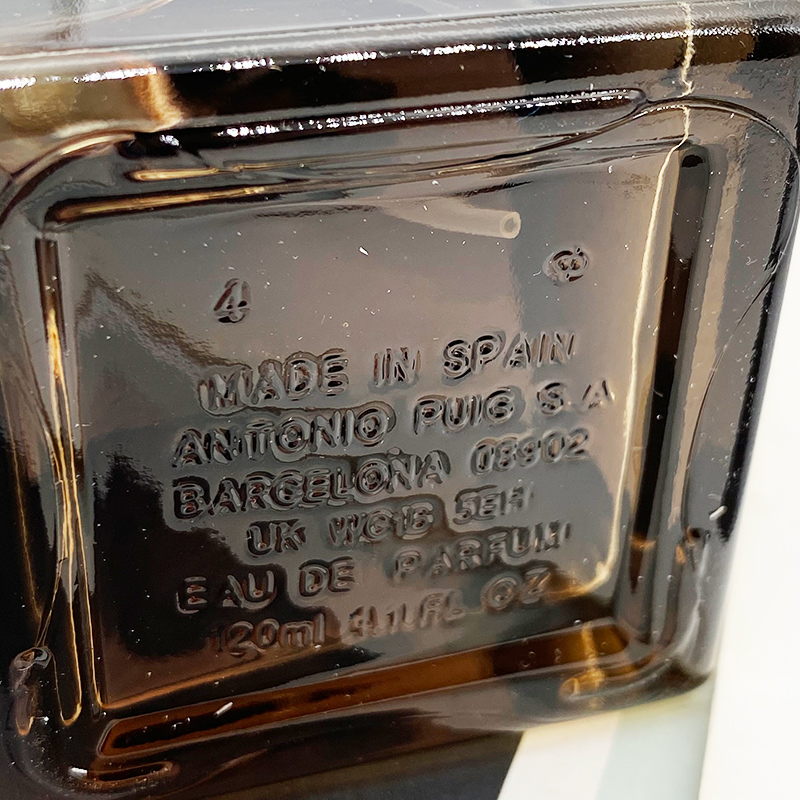 4
MADE IN SPAIN
ANTONIO PUIG S.A
BARCELONA 08902
UK WC1B 5EH
EAU DE PARFUM
120ml 4.1 FL OZ